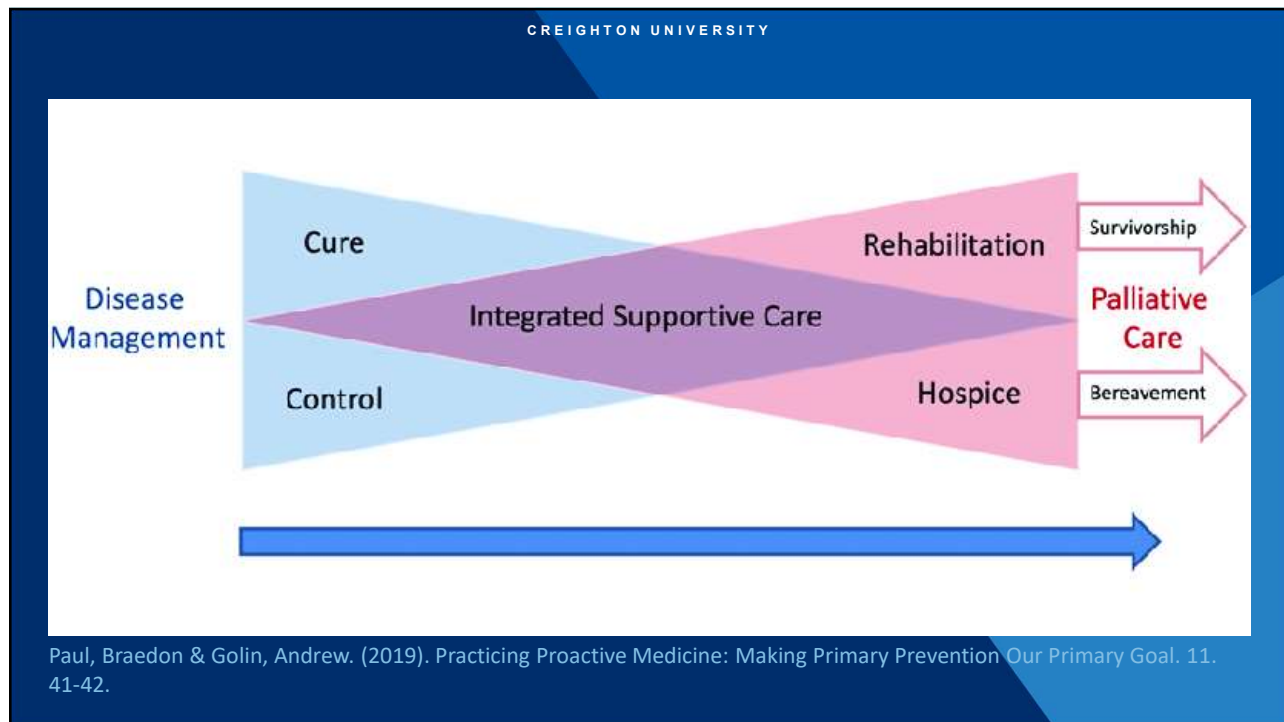 CREIGHTON UNIVERSITY
Cure
Control
Disease
Management
Integrated Supportive Care
Rehabilitation
Hospice
Survivorship
Palliative
Care
Bereavement
Paul, Braedon & Golin, Andrew. (2019). Practicing Proactive Medicine: Making Primary Prevention Our Primary Goal. 11.
41-42.